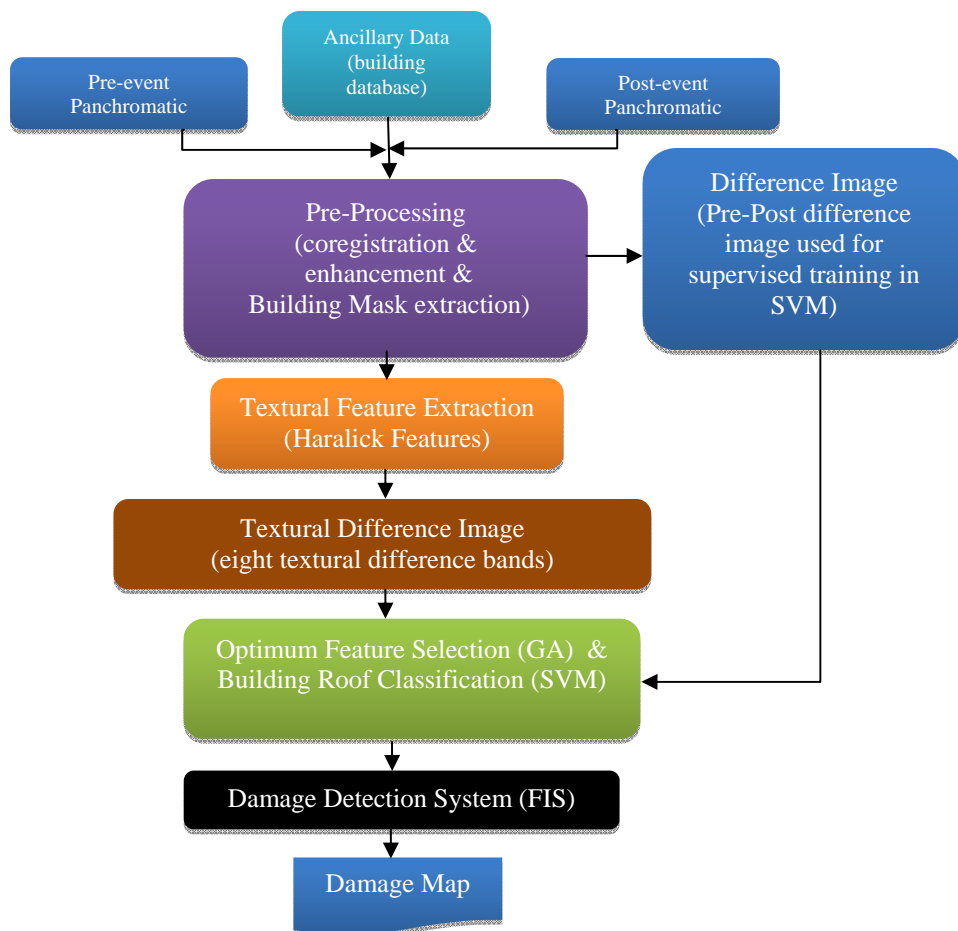 Ancillary Data
(building
database)
Pre-event
Panchromatic
Post-event
Panchromatic
Pre-Processing
(coregistration &
enhancement &
Building Mask extraction)
Difference Image
(Pre-Post difference
image used for
supervised training in
SVM)
Textural Feature Extraction
(Haralick Features)
Textural Difference Image
(eight textural difference bands)
Optimum Feature Selection (GA) &
Building Roof Classification (SVM)
Damage Detection System (FIS)
Damage Map